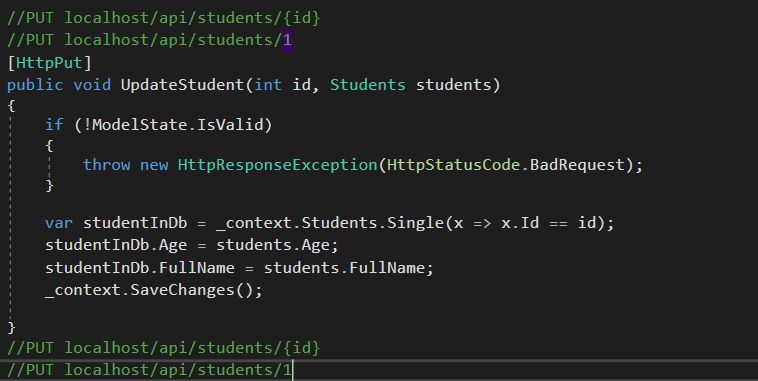 //PUT localhost/api/students/{id}
//PUT localhost/api/students/1
[HttpPut]
public void UpdateStudent(int id, Students students)
{
if (!ModelState.IsValid)
{
throw new HttpResponseException(HttpStatusCode.BadRequest);
}
var studentInDb = _context.Students.Single(x => x.Id == id);
studentInDb.Age = students.Age;
studentInDb.FullName = students.FullName;
_context.SaveChanges();
}
//PUT localhost/api/students/{id}
//PUT localhost/api/students/1